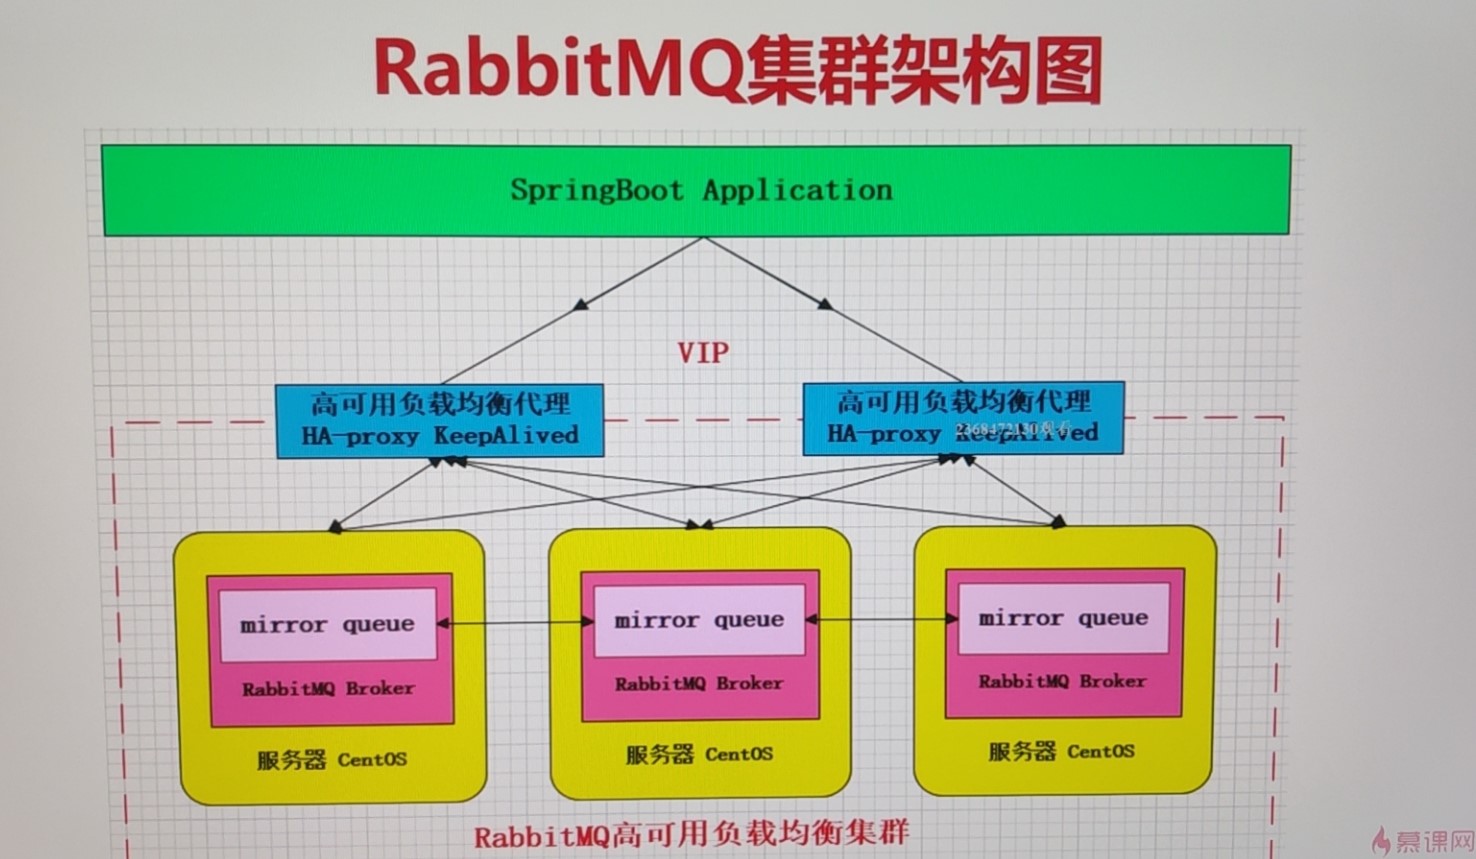 RabbitMQ集群架构图
SpringBoot Application
VIP
高可用负载均衡代理
HA-proxy KeepAlived
高可用负载均衡代理
HA-proxy KeepAlived
mirror queue
RabbitMQ Broker
服务器 CentOS
mirror queue
RabbitMQ Broker
服务器 CentOS
mirror queue
RabbitMQ Broker
服务器 CentOS
RabbitMQ高可用负载均衡集群
慕课网